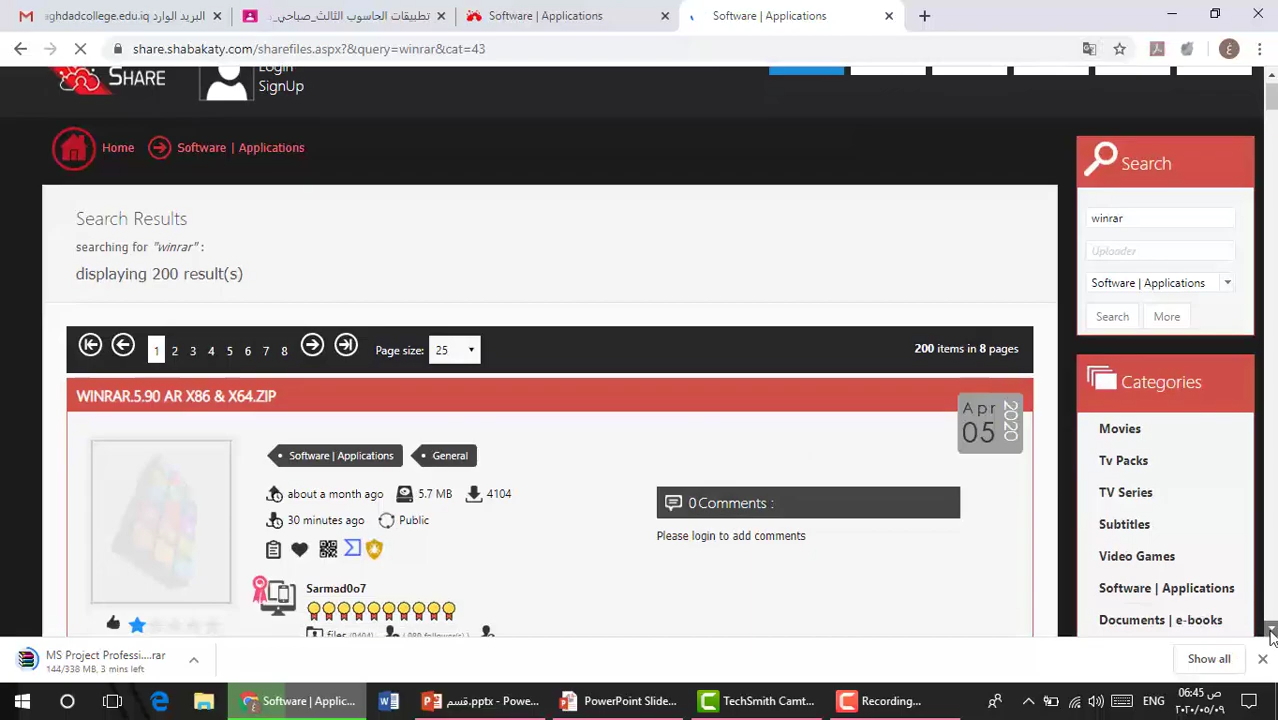 البريد الوارد aghdadcollege.edu.iq
تطبيقات الحاسوب الثالث_صباحي_
Software | Applications
Software | Applications
share.shabakaty.com/sharefiles.aspx?&query=winrar&cat=43
SHARE
Login
SignUp
Home
Software | Applications
Search
Search Results
searching for "winrar" :
displaying 200 result(s)
winrar
Uploader
Software | Applications
Search
More
1 2 3 4 5 6 7 8
Page size:
25
200 items in 8 pages
WINRAR.5.90 AR X86 & X64.ZIP
Apr
05
2020
Categories
Movies
Tv Packs
TV Series
Subtitles
Video Games
Software | Applications
Documents | e-books
Software | Applications
General
about a month ago
5.7 MB
4104
30 minutes ago
Public
0 Comments :
Please login to add comments
Sarmad0o7
MS Project Professi....rar
144/338 MB, 3 mins left
Show all
Software | Applic...
قسم.pptx - Powe...
PowerPoint Slide...
TechSmith Camt...
Recording...
ENG
06:45 ص
٢٠٢٠/٠٥/٠٩